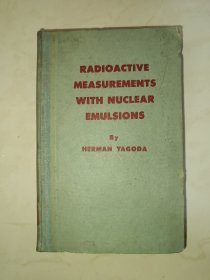 RADIOACTIVE
MEASUREMENTS
WITH NUCLEAR
EMULSIONS
By
HERMAN YAGODA